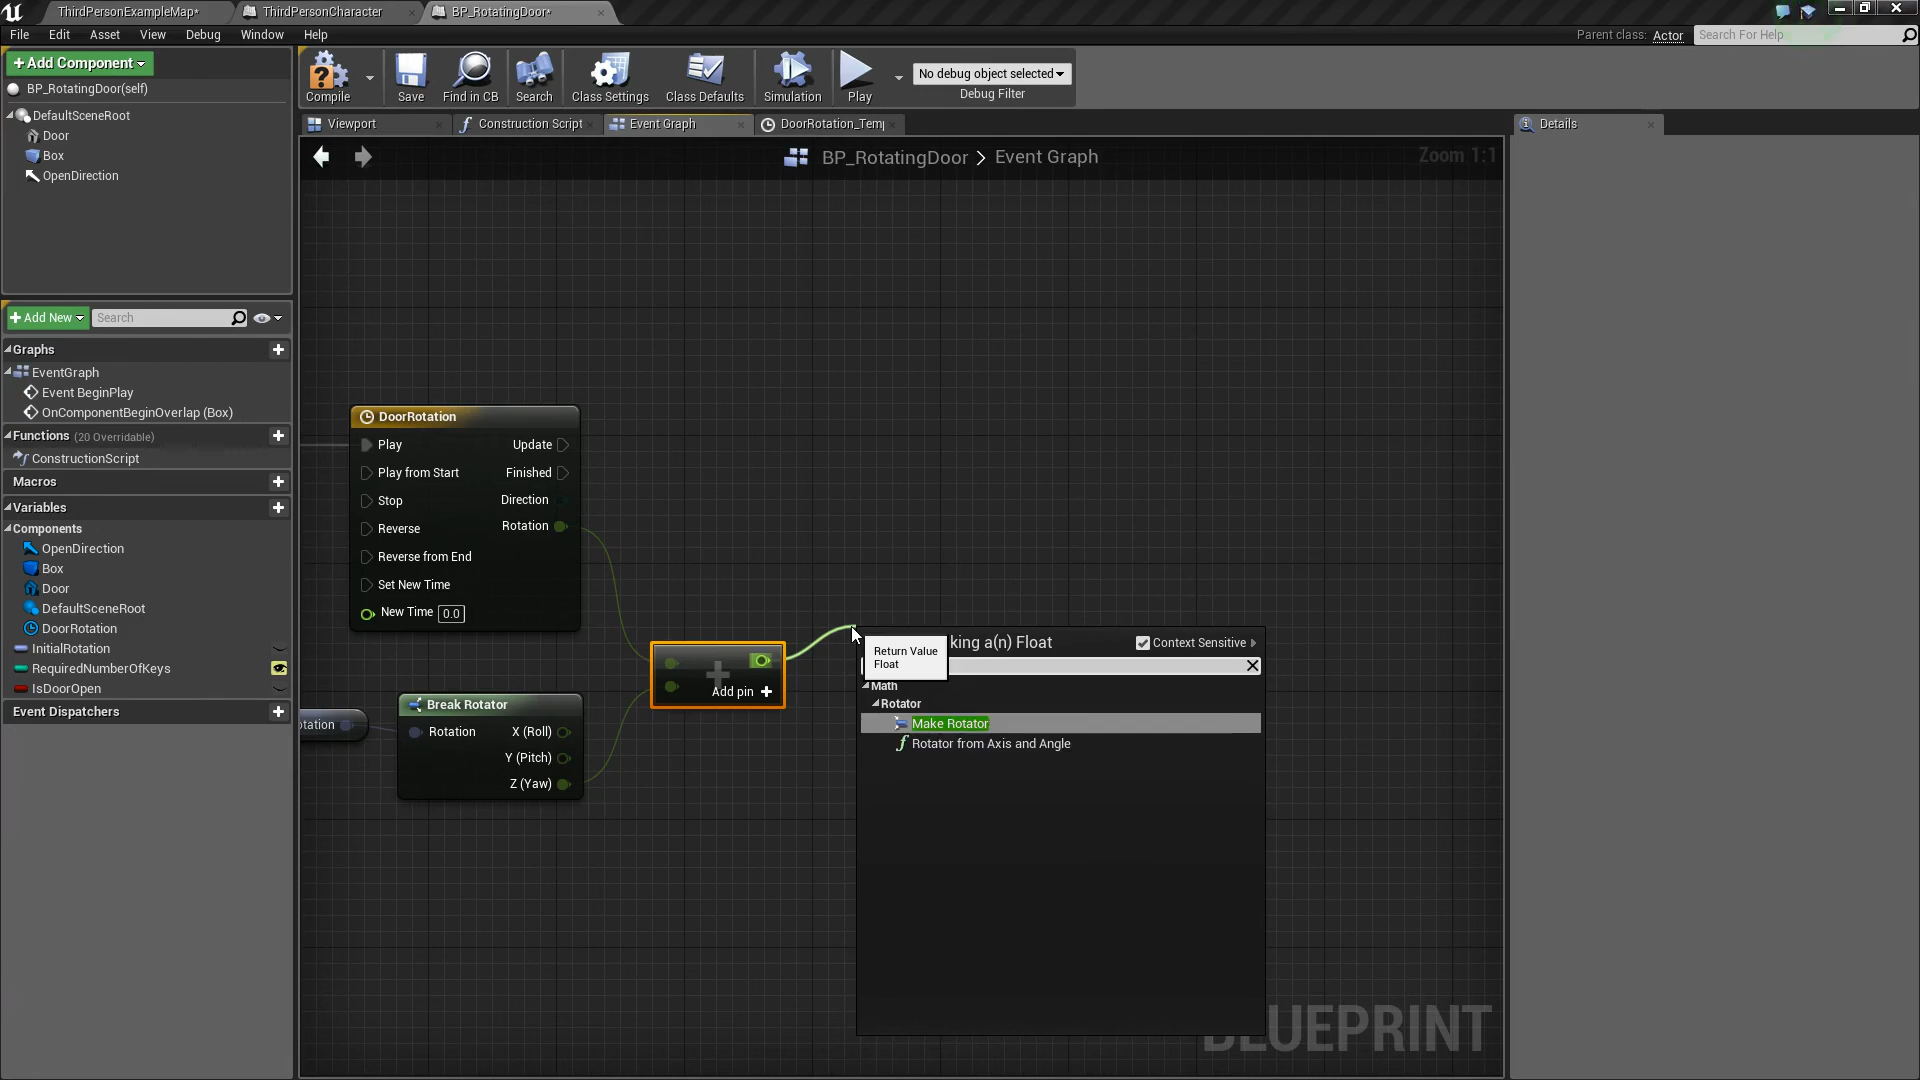 ThirdPersonExampleMap*
ThirdPersonCharacter
BP_RotatingDoor*
File Edit Asset View Debug Window Help
Parent class: Actor
Search For Help
Add Component
BP_RotatingDoor(self)
DefaultSceneRoot
Door
Box
OpenDirection
Compile
Save
Find in CB
Search
Class Settings
Class Defaults
Simulation
Play
No debug object selected
Debug Filter
Viewport
Construction Script
Event Graph
DoorRotation_Temp
Details
BP_RotatingDoor > Event Graph
Zoom 1:1
Add New
Search
Graphs
EventGraph
Event BeginPlay
OnComponentBeginOverlap (Box)
Functions (20 Overridable)
ConstructionScript
Macros
Variables
Components
OpenDirection
Box
Door
DefaultSceneRoot
DoorRotation
InitialRotation
RequiredNumberOfKeys
IsDoorOpen
Event Dispatchers
DoorRotation
Play
Update
Play from Start
Finished
Stop
Direction
Reverse
Rotation
Reverse from End
Set New Time
New Time 0.0
Add pin
otation
Break Rotator
Rotation
X (Roll)
Y (Pitch)
Z (Yaw)
Return Value
Float
king a(n) Float
Context Sensitive
Math
Rotator
Make Rotator
Rotator from Axis and Angle
BLUEPRINT